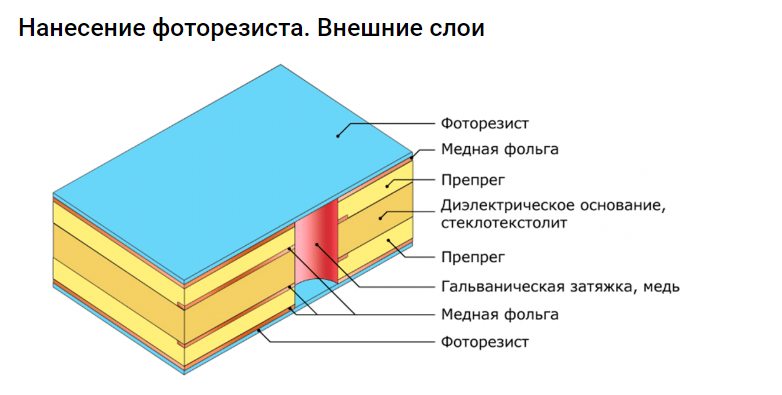 Нанесение фоторезиста. Внешние слои
Фоторезист
Медная фольга
Препрег
Диэлектрическое основание,
стеклотекстолит
Препрег
Гальваническая затяжка, медь
Медная фольга
Фоторезист